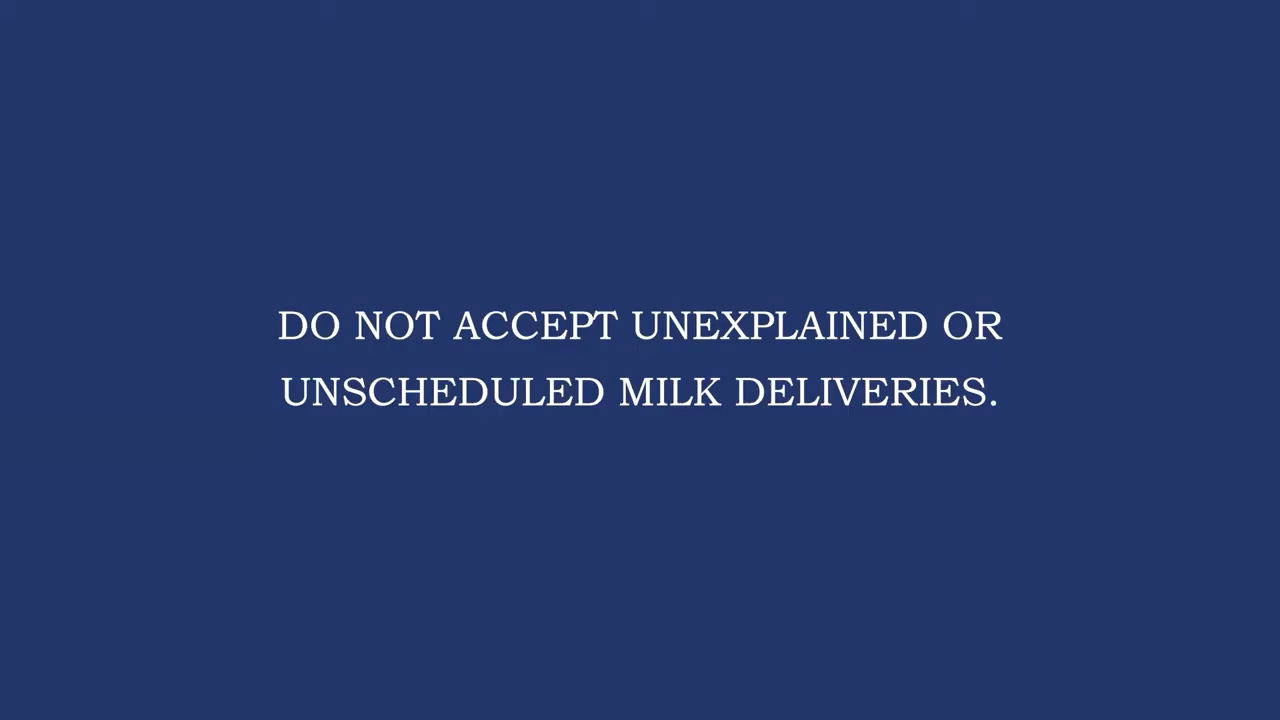 DO NOT ACCEPT UNEXPLAINED OR
UNSCHEDULED MILK DELIVERIES.